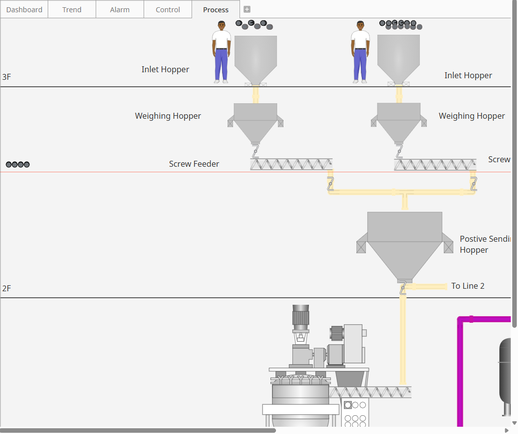 Dashboard Trend Alarm Control Process
Inlet Hopper
Inlet Hopper
3F
Weighing Hopper
Weighing Hopper
Screw Feeder
Screw
Postive Sendi
Hopper
To Line 2
2F